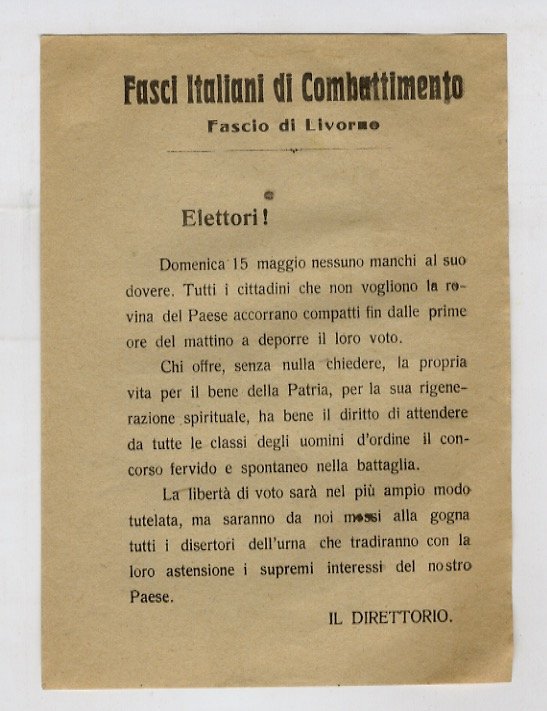 Fasci Italiani di Combattimento
Fascio di Livorno
Elettori!
Domenica 15 maggio nessuno manchi al suo
dovere. Tutti i cittadini che non vogliono la ro-
vina del Paese accorrano compatti fin dalle prime
ore del mattino a deporre il loro voto.
Chi offre, senza nulla chiedere, la propria
vita per il bene della Patria, per la sua rigene-
razione spirituale, ha bene il diritto di attendere
da tutte le classi degli uomini d'ordine il con-
corso fervido e spontaneo nella battaglia.
La libertà di voto sarà nel più ampio modo
tutelata, ma saranno da noi messi alla gogna
tutti i disertori dell'urna che tradiranno con la
loro astensione i supremi interessi del nostro
Paese.
IL DIRETTORIO.